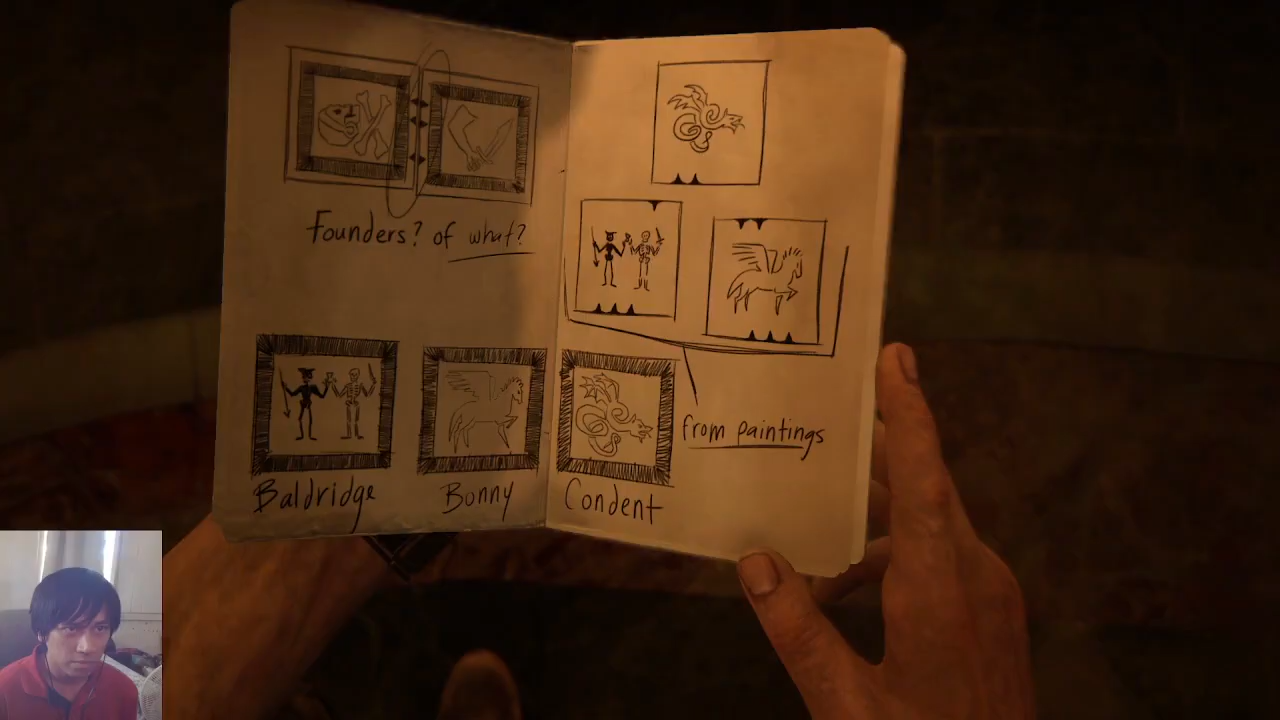 Founders? of what?
Baldridge
Bonny
Condent
from paintings